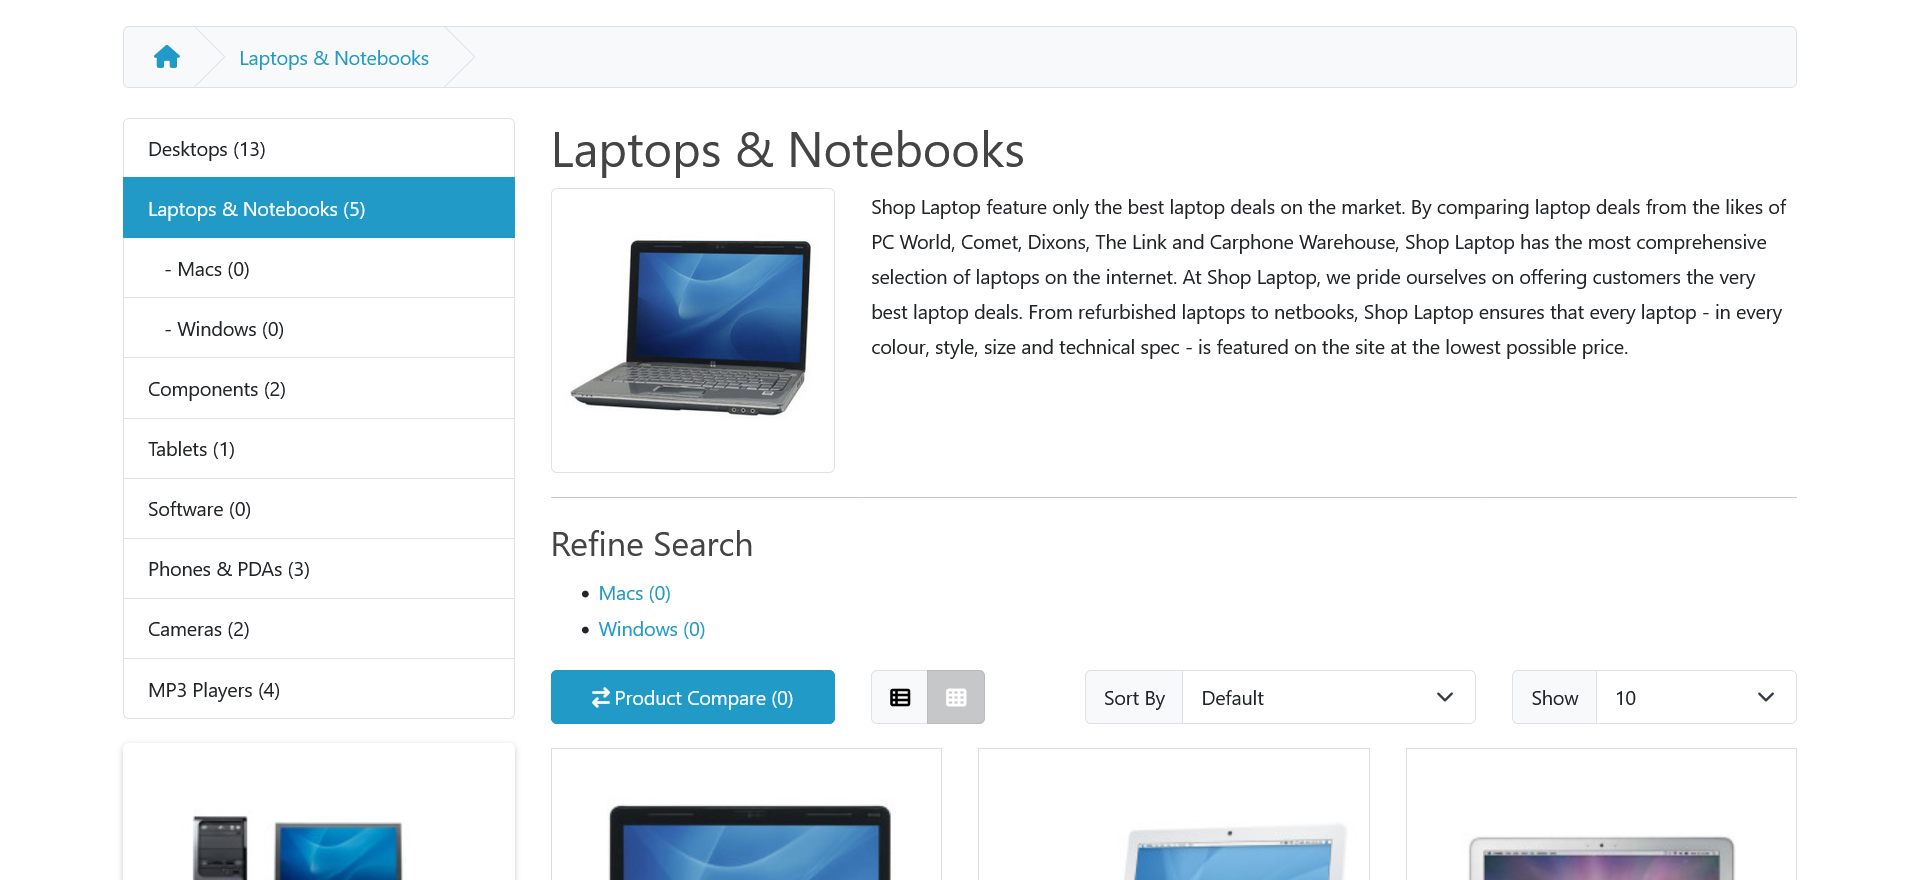 Laptops & Notebooks
Desktops (13)
Laptops & Notebooks (5)
- Macs (0)
- Windows (0)
Components (2)
Tablets (1)
Software (0)
Phones & PDAs (3)
Cameras (2)
MP3 Players (4)
Laptops & Notebooks
Shop Laptop feature only the best laptop deals on the market. By comparing laptop deals from the likes of
PC World, Comet, Dixons, The Link and Carphone Warehouse, Shop Laptop has the most comprehensive
selection of laptops on the internet. At Shop Laptop, we pride ourselves on offering customers the very
best laptop deals. From refurbished laptops to netbooks, Shop Laptop ensures that every laptop - in every
colour, style, size and technical spec - is featured on the site at the lowest possible price.
Refine Search
Macs (0)
Windows (0)
Product Compare (0)
Sort By Default
Show 10